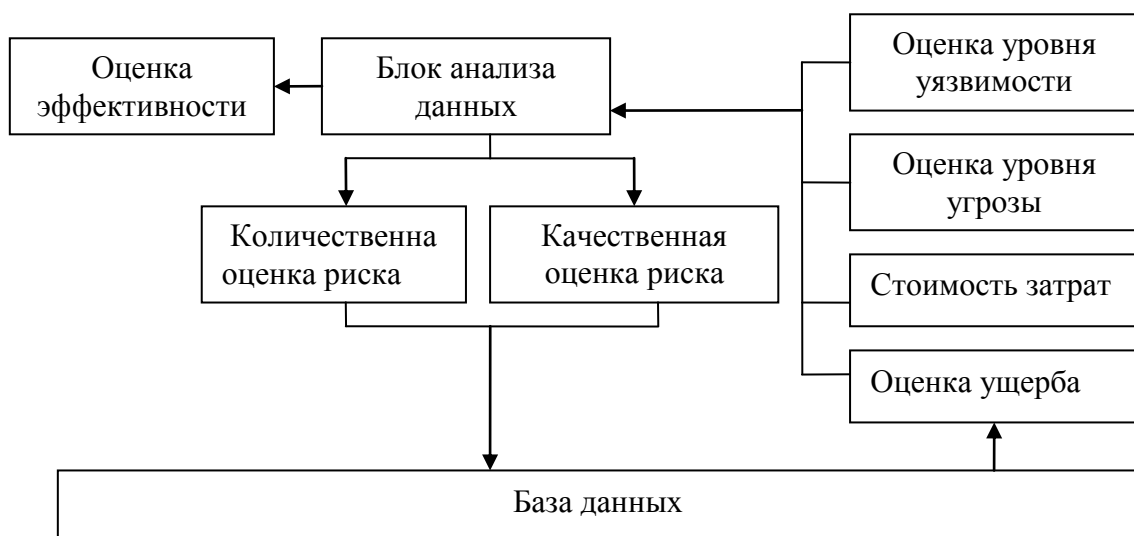 Оценка
эффективности
Блок анализа
данных
Оценка уровня
уязвимости
Оценка уровня
угрозы
Количественна
оценка риска
Качественная
оценка риска
Стоимость затрат
Оценка ущерба
База данных